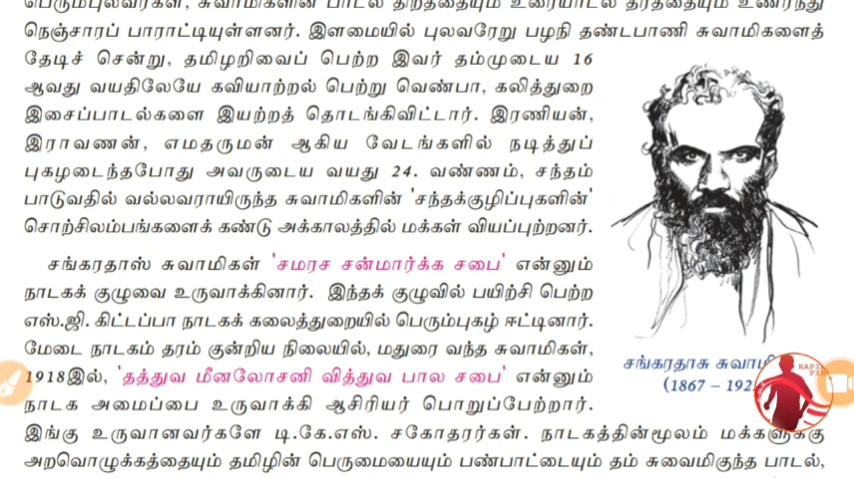 பெரும்புலவர்கள், சுவாமிகளின் பாடல் திறத்தையும் உரையாடல் தரத்தையும் உணர்ந்து
நெஞ்சாரப் பாராட்டியுள்ளனர். இளமையில் புலவரேறு பழநி தண்டபாணி சுவாமிகளைத்
தேடிச் சென்று, தமிழறிவைப் பெற்ற இவர் தம்முடைய 16
ஆவது வயதிலேயே கவியாற்றல் பெற்று வெண்பா, கலித்துறை
இசைப்பாடல்களை இயற்றத் தொடங்கிவிட்டார். இரணியன்,
இராவணன், எமதருமன் ஆகிய வேடங்களில் நடித்துப்
புகழடைந்தபோது அவருடைய வயது 24. வண்ணம், சந்தம்
பாடுவதில் வல்லவராயிருந்த சுவாமிகளின் 'சந்தக்குழிப்புகளின்'
சொற்சிலம்பங்களைக் கண்டு அக்காலத்தில் மக்கள் வியப்புற்றனர்.
சங்கரதாஸ் சுவாமிகள் 'சமரச சன்மார்க்க சபை' என்னும்
நாடகக் குழுவை உருவாக்கினார். இந்தக் குழுவில் பயிற்சி பெற்ற
எஸ்.ஜி. கிட்டப்பா நாடகக் கலைத்துறையில் பெரும்புகழ் ஈட்டினார்.
மேடை நாடகம் தரம் குன்றிய நிலையில், மதுரை வந்த சுவாமிகள்,
1918இல், 'தத்துவ மீனலோசனி வித்துவ பால சபை' என்னும்
நாடக அமைப்பை உருவாக்கி ஆசிரியர் பொறுப்பேற்றார்.
இங்கு உருவானவர்களே டி.கே.எஸ். சகோதரர்கள். நாடகத்தின்மூலம் மக்களுக்கு
அறவொழுக்கத்தையும் தமிழின் பெருமையையும் பண்பாட்டையும் தம் சுவைமிகுந்த பாடல்,
சங்கரதாசு
(1867 –
RAPID